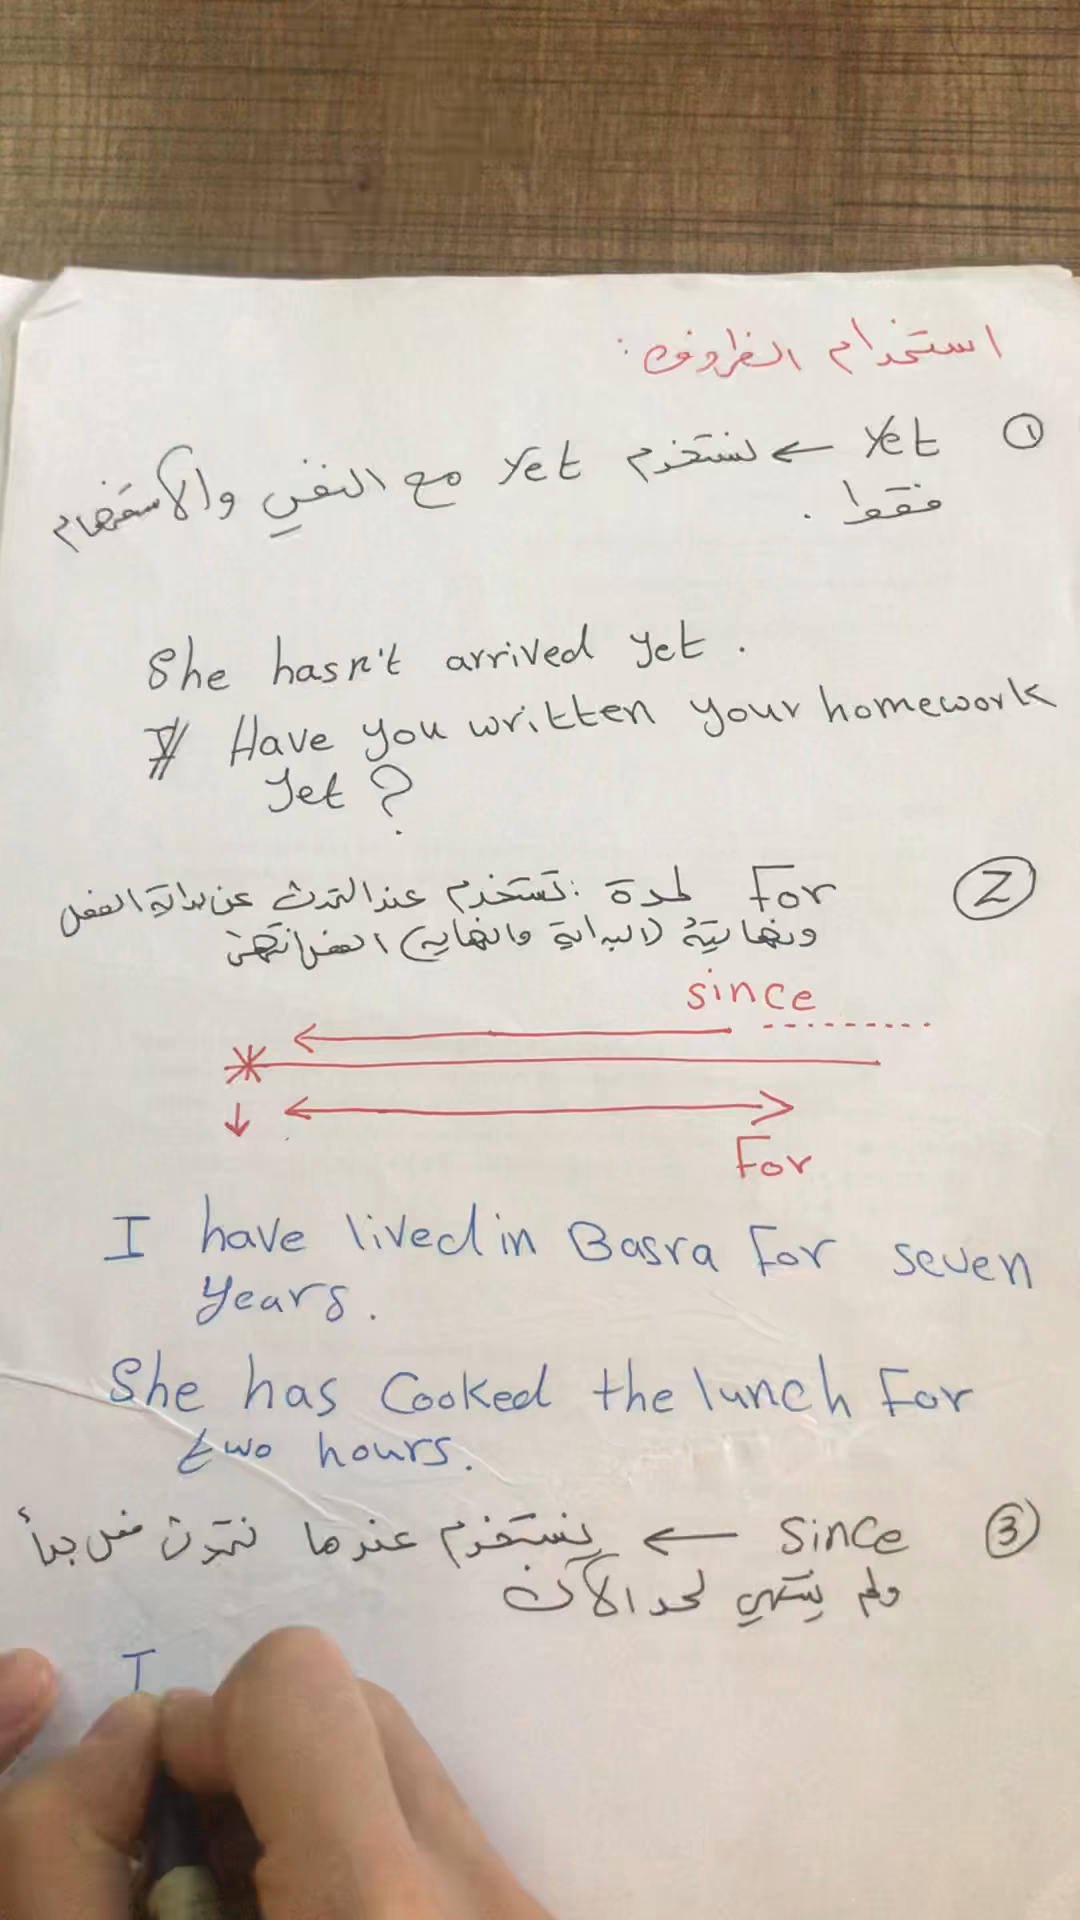 استخدام الظروف:
① Yet ← نستخدم Yet مع النفي والاستفهام
فقط .
She hasn't arrived yet .
Have you written your homework
yet ?
② For لمدة : تستخدم عند التحدث عن بداية الفعل
ونهايتهُ (البداية والنهاية) الفعل انتهى
since
For
I have lived in Basra For seven
years.
She has Cooked the lunch For
two hours.
③ Since ← يستخدم عندما نتحدث فعل بدأ
ولم ينتهي لحد الآن
I